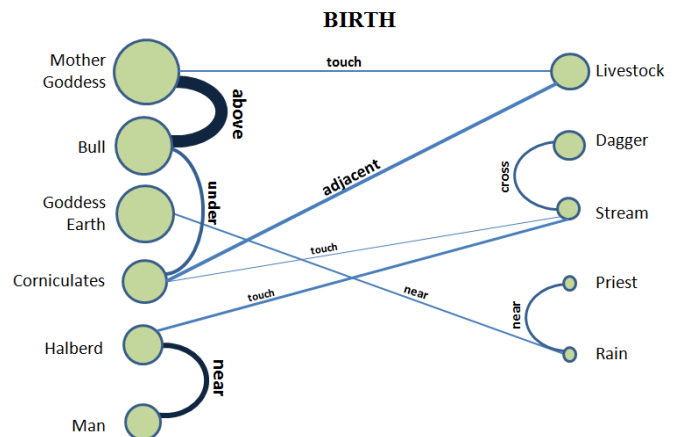 BIRTH
Mother
Goddess
touch
Livestock
above
Bull
Dagger
cross
adjacent
under
Goddess
Earth
Stream
touch
Corniculates
touch
near
Priest
near
Halberd
near
Rain
Man